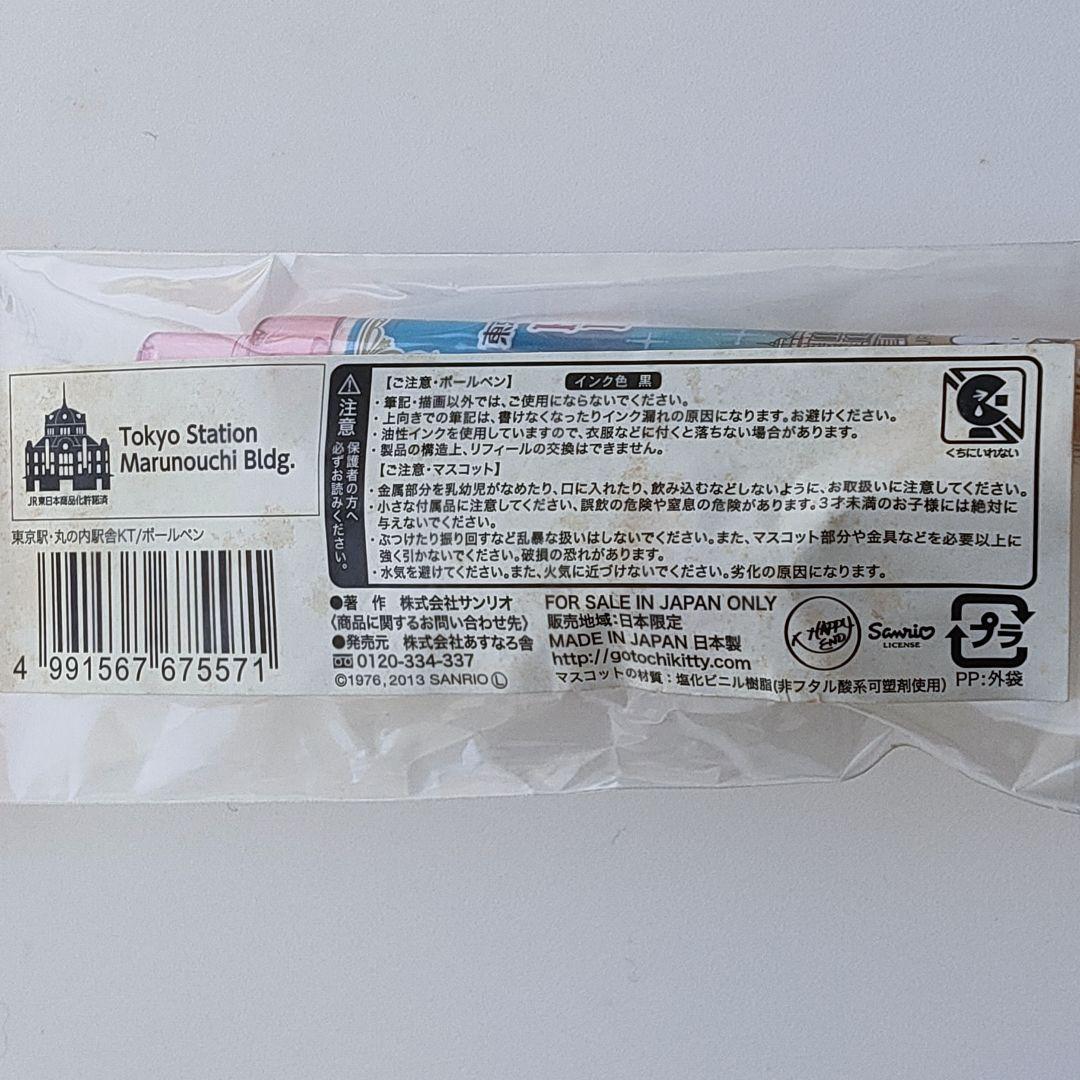 Tokyo Station
Marunouchi Bldg.
JR東日本商品化許諾済
東京駅・丸の内駅舎KT/ボールペン
4 991567 675571
注意
保護者の方へ
必ずお読みください。
【ご注意・ボールペン】 インク色 黒
・筆記・描画以外では、ご使用にならないでください。
・上向きでの筆記は、書けなくなったりインク漏れの原因になります。お避けください。
・油性インクを使用していますので、衣服などに付くと落ちない場合があります。
・製品の構造上、リフィールの交換はできません。
【ご注意・マスコット】
・金属部分を乳幼児がなめたり、口に入れたり、飲み込むなどしないように、お取扱いに注意してください。
・小さな付属品に注意してください、誤飲の危険や窒息の危険があります。3才未満のお子様には絶対に
与えないでください。
・ぶつけたり振り回すなど乱暴な扱いはしないでください。また、マスコット部分や金具などを必要以上に
強く引かないでください。破損の恐れがあります。
・水気を避けてください。また、火気に近づけないでください。劣化の原因になります。
くちにいれない
●著 作 株式会社サンリオ
〈商品に関するお問い合わせ先〉
●発売元 株式会社あすなろ舎
0120-334-337
©1976, 2013 SANRIO Ⓛ
FOR SALE IN JAPAN ONLY
販売地域:日本限定
MADE IN JAPAN 日本製
http://gotochikitty.com
マスコットの材質:塩化ビニル樹脂(非フタル酸系可塑剤使用)
HAPPY
END
Sanrio
LICENSE
プラ
PP:外袋